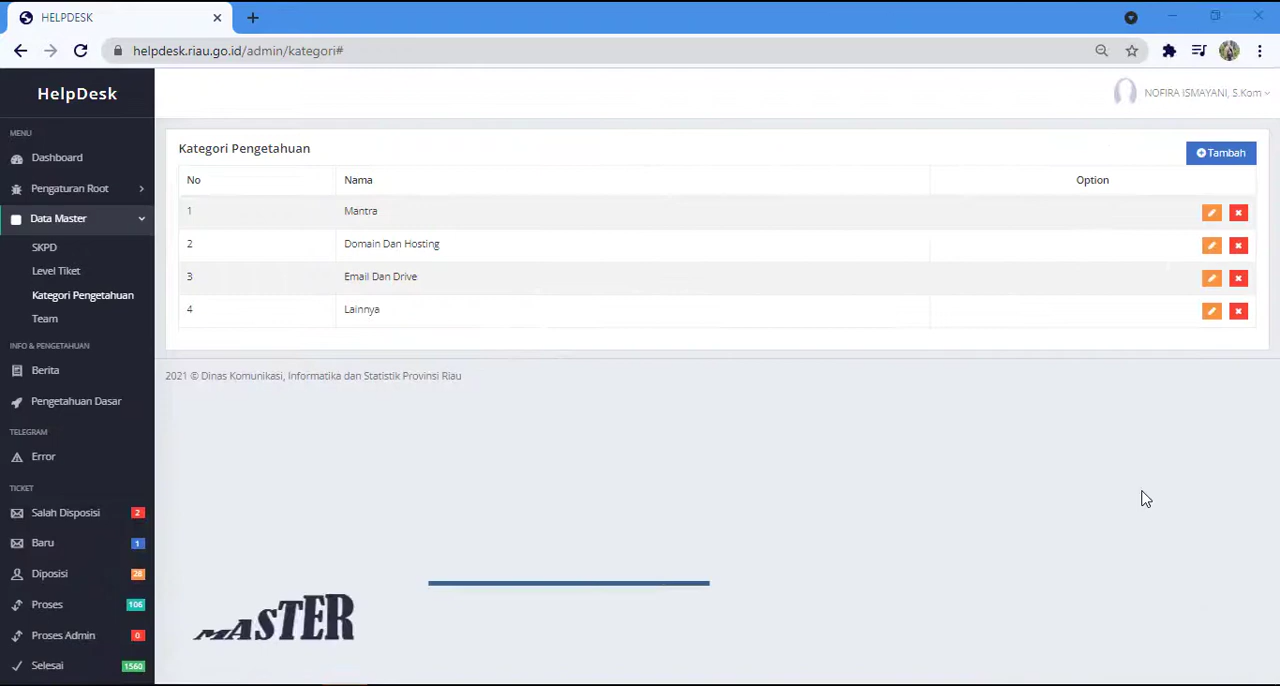 HELPDESK
helpdesk.riau.go.id/admin/kategori#
HelpDesk
NOFIRA ISMAYANI, S.Kom
MENU
Dashboard
Pengaturan Root
Data Master
SKPD
Level Tiket
Kategori Pengetahuan
Team
INFO & PENGETAHUAN
Berita
Pengetahuan Dasar
TELEGRAM
Error
TICKET
Salah Disposisi 2
Baru 1
Diposisi 28
Proses 106
Proses Admin 0
Selesai 1560
Kategori Pengetahuan
Tambah
No Nama Option
1 Mantra
2 Domain Dan Hosting
3 Email Dan Drive
4 Lainnya
2021 © Dinas Komunikasi, Informatika dan Statistik Provinsi Riau
MASTER